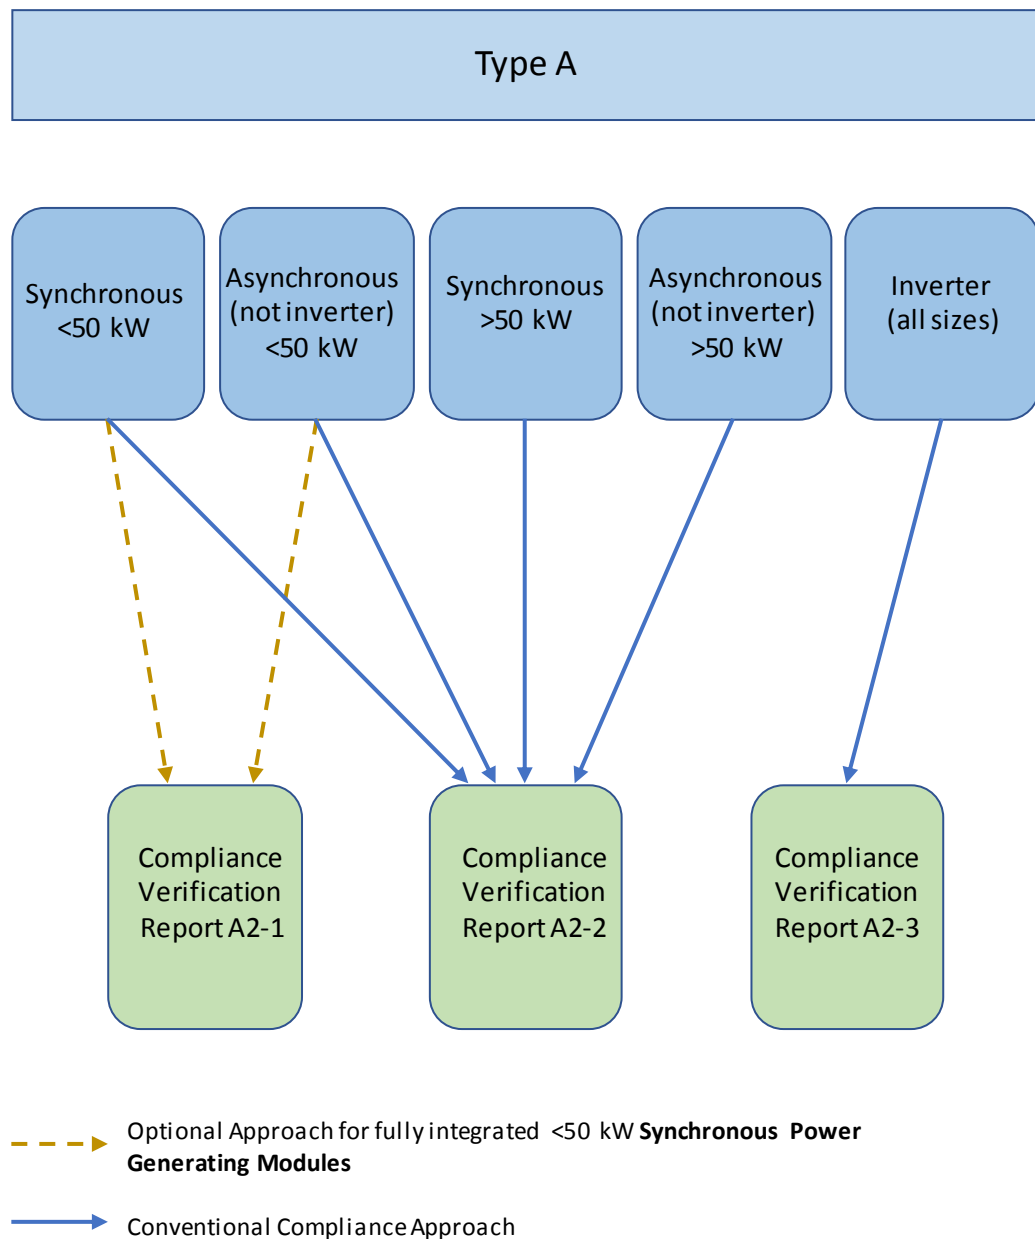 Type A
Synchronous
<50 kW
Asynchronous
(not inverter)
<50 kW
Synchronous
>50 kW
Asynchronous
(not inverter)
>50 kW
Inverter
(all sizes)
Compliance
Verification
Report A2-1
Compliance
Verification
Report A2-2
Compliance
Verification
Report A2-3
Optional Approach for fully integrated <50 kW Synchronous Power
Generating Modules
Conventional Compliance Approach